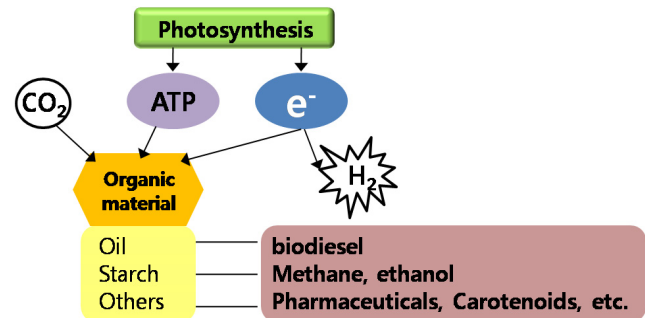 Photosynthesis
CO₂
ATP
e⁻
H₂
Organic
material
Oil
biodiesel
Starch
Methane, ethanol
Others
Pharmaceuticals, Carotenoids, etc.